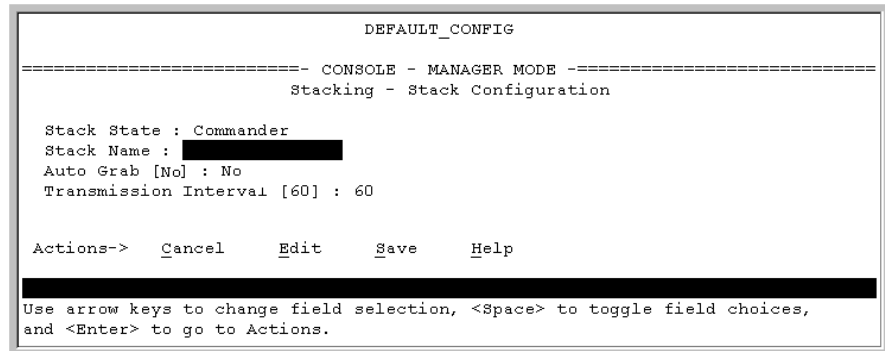 DEFAULT_CONFIG
==========================- CONSOLE - MANAGER MODE -============================
Stacking - Stack Configuration
Stack State : Commander
Stack Name :
Auto Grab [No] : No
Transmission Interval [60] : 60
Actions-> Cancel Edit Save Help
Use arrow keys to change field selection, <Space> to toggle field choices,
and <Enter> to go to Actions.